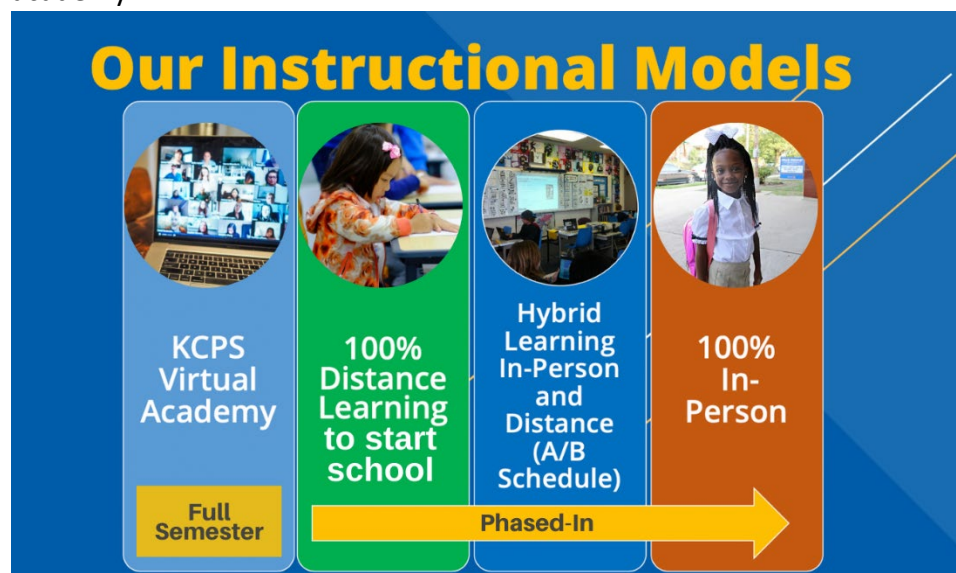 Our Instructional Models
KCPS
Virtual
Academy
Full
Semester
100%
Distance
Learning
to start
school
Hybrid
Learning
In-Person
and
Distance
(A/B
Schedule)
100%
In-
Person
Phased-In